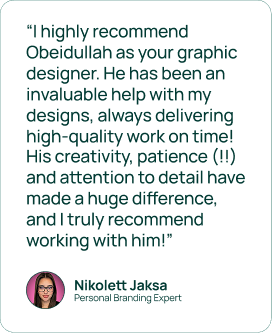 “I highly recommend
Obeidullah as your graphic
designer. He has been an
invaluable help with my
designs, always delivering
high-quality work on time!
His creativity, patience (!!)
and attention to detail have
made a huge difference,
and I truly recommend
working with him!”
Nikolett Jaksa
Personal Branding Expert